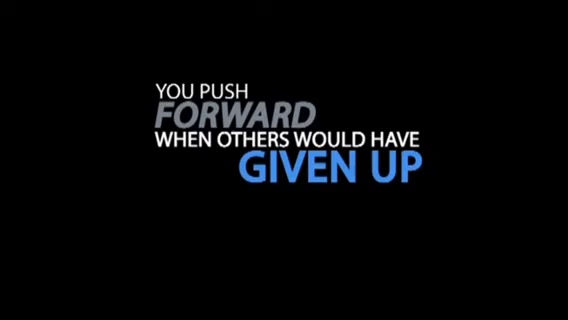 YOU PUSH
FORWARD
WHEN OTHERS WOULD HAVE
GIVEN UP